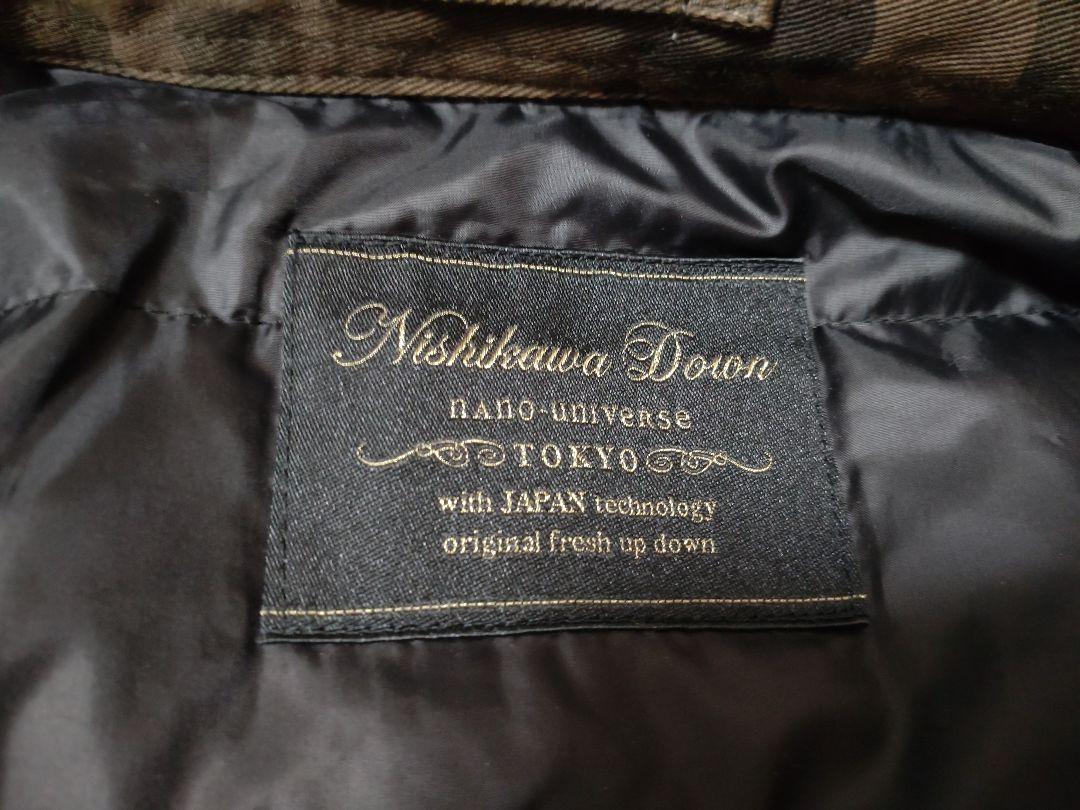 Nishikawa Down
nano·universe
TOKYO
with JAPAN technology
original fresh up down